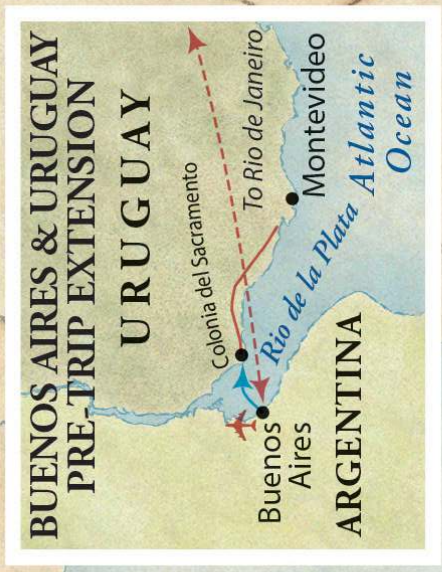 BUENOS AIRES & URUGUAY
PRE-TRIP EXTENSION
URUGUAY
Colonia del Sacramento
To Rio de Janeiro
Montevideo
Rio de la Plata
Atlantic
Ocean
Buenos
Aires
ARGENTINA